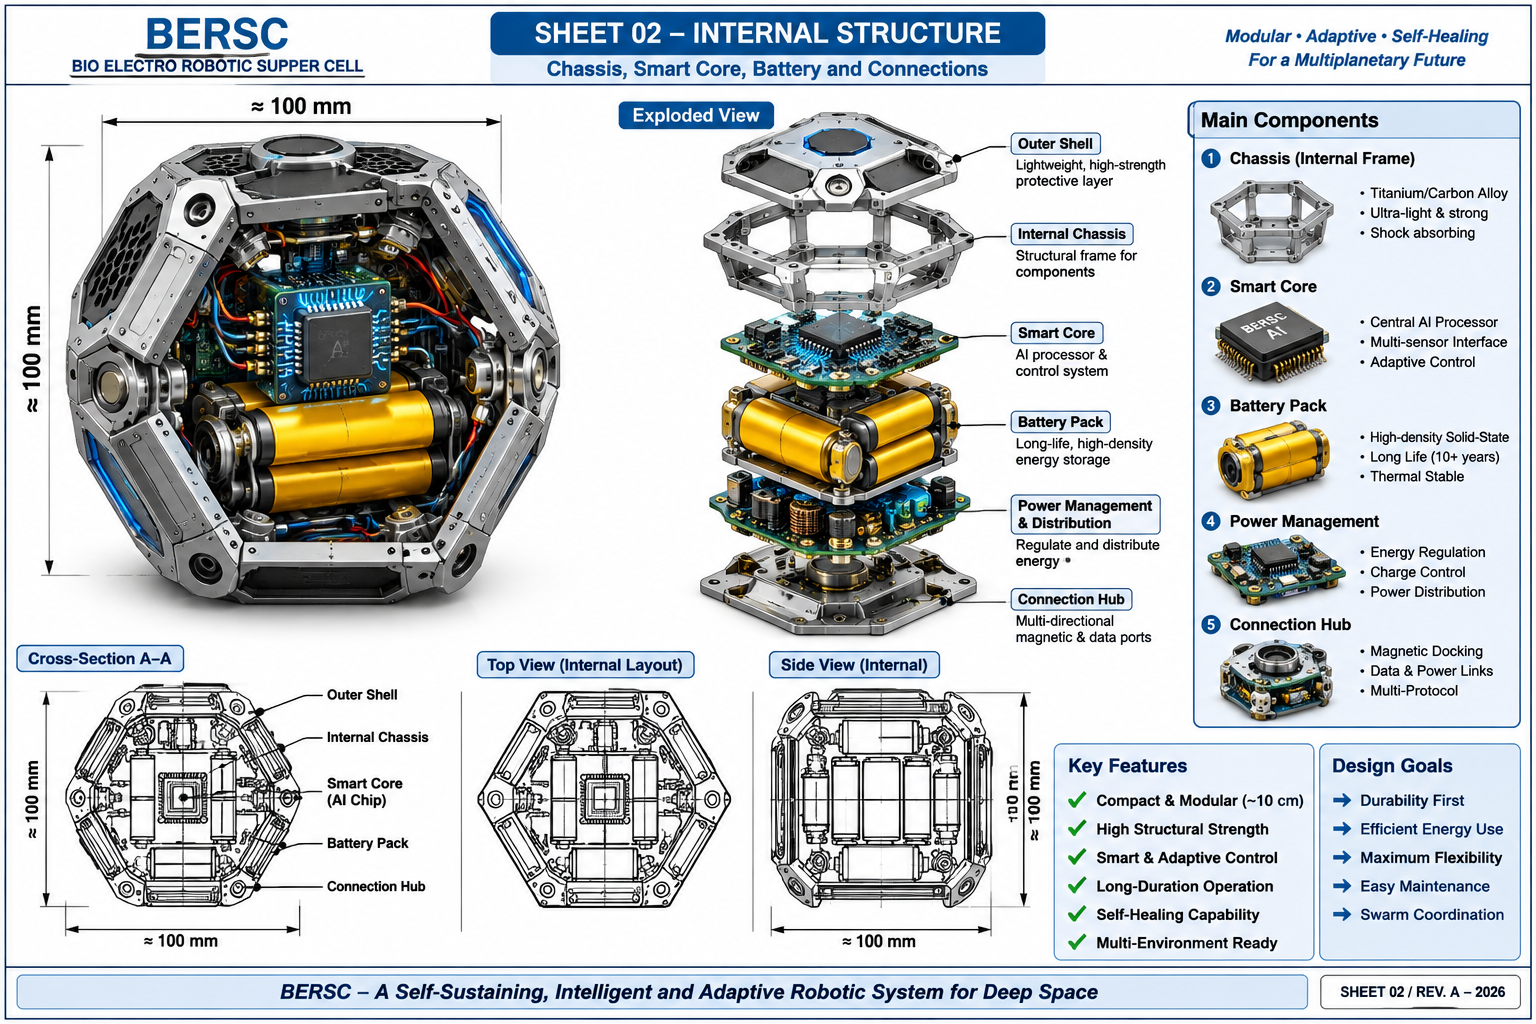 BERSC
BIO ELECTRO ROBOTIC SUPPER CELL
SHEET 02 – INTERNAL STRUCTURE
Chassis, Smart Core, Battery and Connections
Modular • Adaptive • Self-Healing
For a Multiplanetary Future
≈ 100 mm
≈ 100 mm
A
Exploded View
Outer Shell
Lightweight, high-strength
protective layer
Internal Chassis
Structural frame for
components
Smart Core
AI processor &
control system
Battery Pack
Long-life, high-density
energy storage
Power Management
& Distribution
Regulate and distribute
energy
Connection Hub
Multi-directional
magnetic & data ports
Main Components
1 Chassis (Internal Frame)
• Titanium/Carbon Alloy
• Ultra-light & strong
• Shock absorbing
2 Smart Core
BERSC
AI
• Central AI Processor
• Multi-sensor Interface
• Adaptive Control
3 Battery Pack
• High-density Solid-State
• Long Life (10+ years)
• Thermal Stable
4 Power Management
• Energy Regulation
• Charge Control
• Power Distribution
5 Connection Hub
• Magnetic Docking
• Data & Power Links
• Multi-Protocol
Cross-Section A–A
≈ 100 mm
≈ 100 mm
Outer Shell
Internal Chassis
Smart Core
(AI Chip)
Battery Pack
Connection Hub
Top View (Internal Layout)
Side View (Internal)
100 mm
≈ 100 mm
≈ 100 mm
Key Features
✓ Compact & Modular (~10 cm)
✓ High Structural Strength
✓ Smart & Adaptive Control
✓ Long-Duration Operation
✓ Self-Healing Capability
✓ Multi-Environment Ready
Design Goals
→ Durability First
→ Efficient Energy Use
→ Maximum Flexibility
→ Easy Maintenance
→ Swarm Coordination
BERSC – A Self-Sustaining, Intelligent and Adaptive Robotic System for Deep Space
SHEET 02 / REV. A – 2026